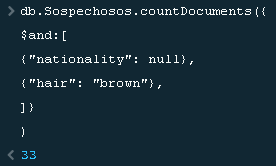 > db.Sospechosos.countDocuments({
$and:[
{"nationality": null},
{"hair": "brown"},
]}
)
< 33